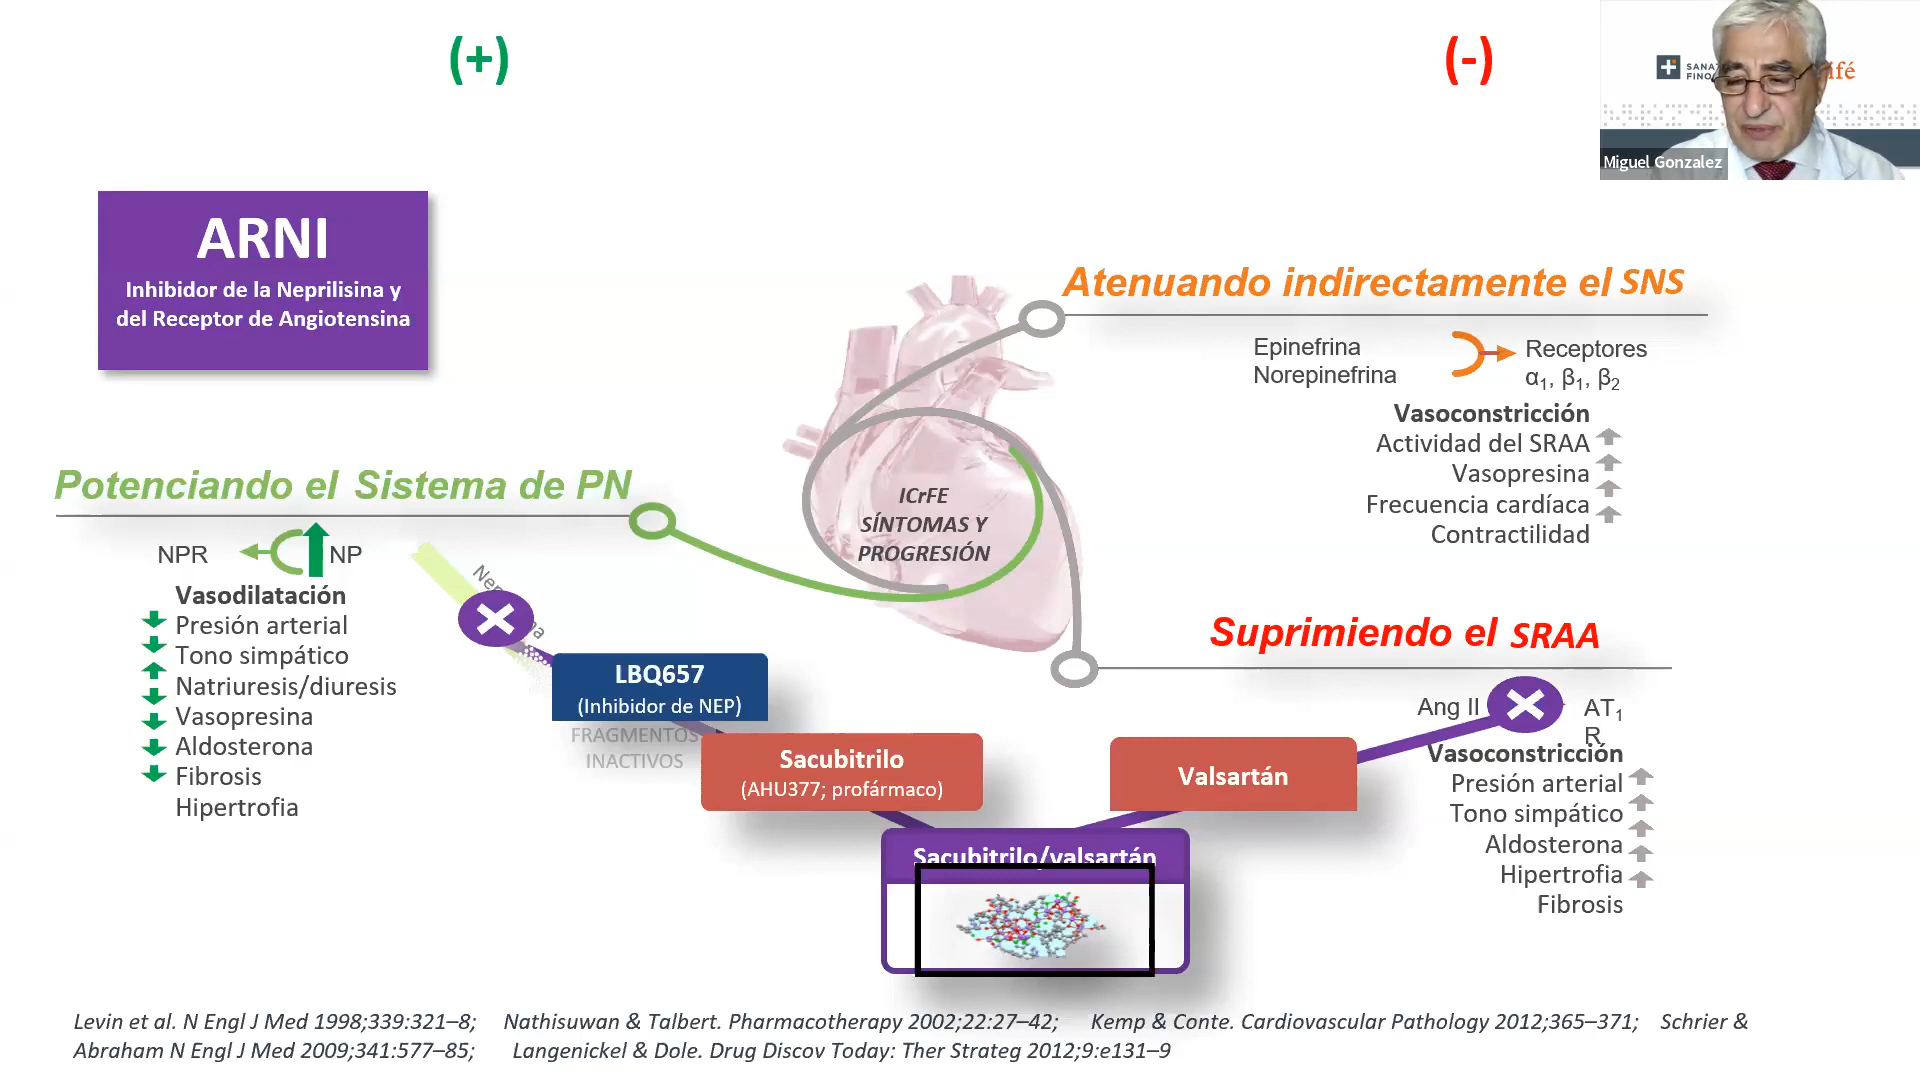 (+)
(-)
SANA
FINO
ifé
Miguel Gonzalez
ARNI
Inhibidor de la Neprilisina y
del Receptor de Angiotensina
Atenuando indirectamente el SNS
Epinefrina
Norepinefrina
Receptores
α1, β1, β2
Vasoconstricción
Actividad del SRAA
Vasopresina
Frecuencia cardíaca
Contractilidad
Potenciando el Sistema de PN
NPR
NP
Vasodilatación
Presión arterial
Tono simpático
Natriuresis/diuresis
Vasopresina
Aldosterona
Fibrosis
Hipertrofia
ICrFE
SÍNTOMAS Y
PROGRESIÓN
LBQ657
(Inhibidor de NEP)
FRAGMENTOS
INACTIVOS
Sacubitrilo
(AHU377; profármaco)
Valsartán
Sacubitrilo/valsartán
Suprimiendo el SRAA
Ang II
AT1
R
Vasoconstricción
Presión arterial
Tono simpático
Aldosterona
Hipertrofia
Fibrosis
Levin et al. N Engl J Med 1998;339:321–8; Nathisuwan & Talbert. Pharmacotherapy 2002;22:27–42; Kemp & Conte. Cardiovascular Pathology 2012;365–371; Schrier &
Abraham N Engl J Med 2009;341:577–85; Langenickel & Dole. Drug Discov Today: Ther Strateg 2012;9:e131–9